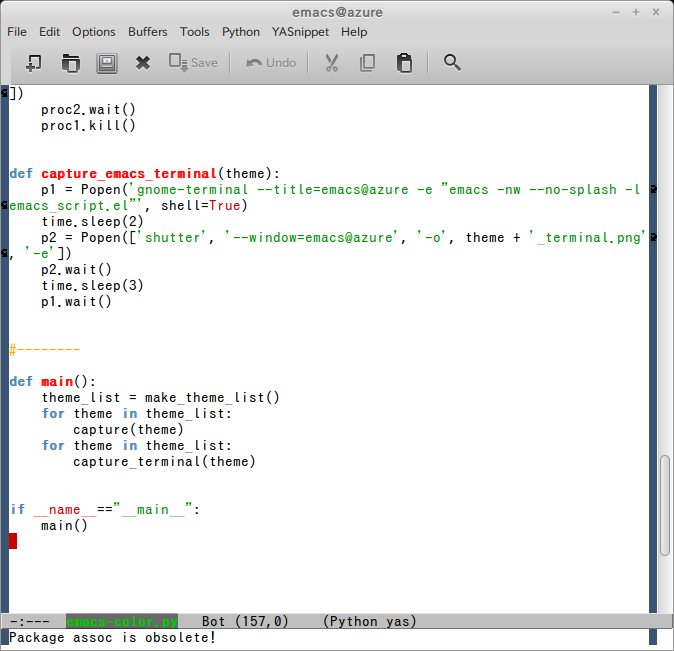 emacs@azure
File Edit Options Buffers Tools Python YASnippet Help
Save Undo
])
    proc2.wait()
    proc1.kill()
def capture_emacs_terminal(theme):
    p1 = Popen('gnome-terminal --title=emacs@azure -e "emacs -nw --no-splash -l
emacs_script.el"', shell=True)
    time.sleep(2)
    p2 = Popen(['shutter', '--window=emacs@azure', '-o', theme + '_terminal.png'
, '-e'])
    p2.wait()
    time.sleep(3)
    p1.wait()
#--------
def main():
    theme_list = make_theme_list()
    for theme in theme_list:
        capture(theme)
    for theme in theme_list:
        capture_terminal(theme)
if __name__=="__main__":
    main()
-:--- emacs-color.py Bot (157,0) (Python yas)
Package assoc is obsolete!